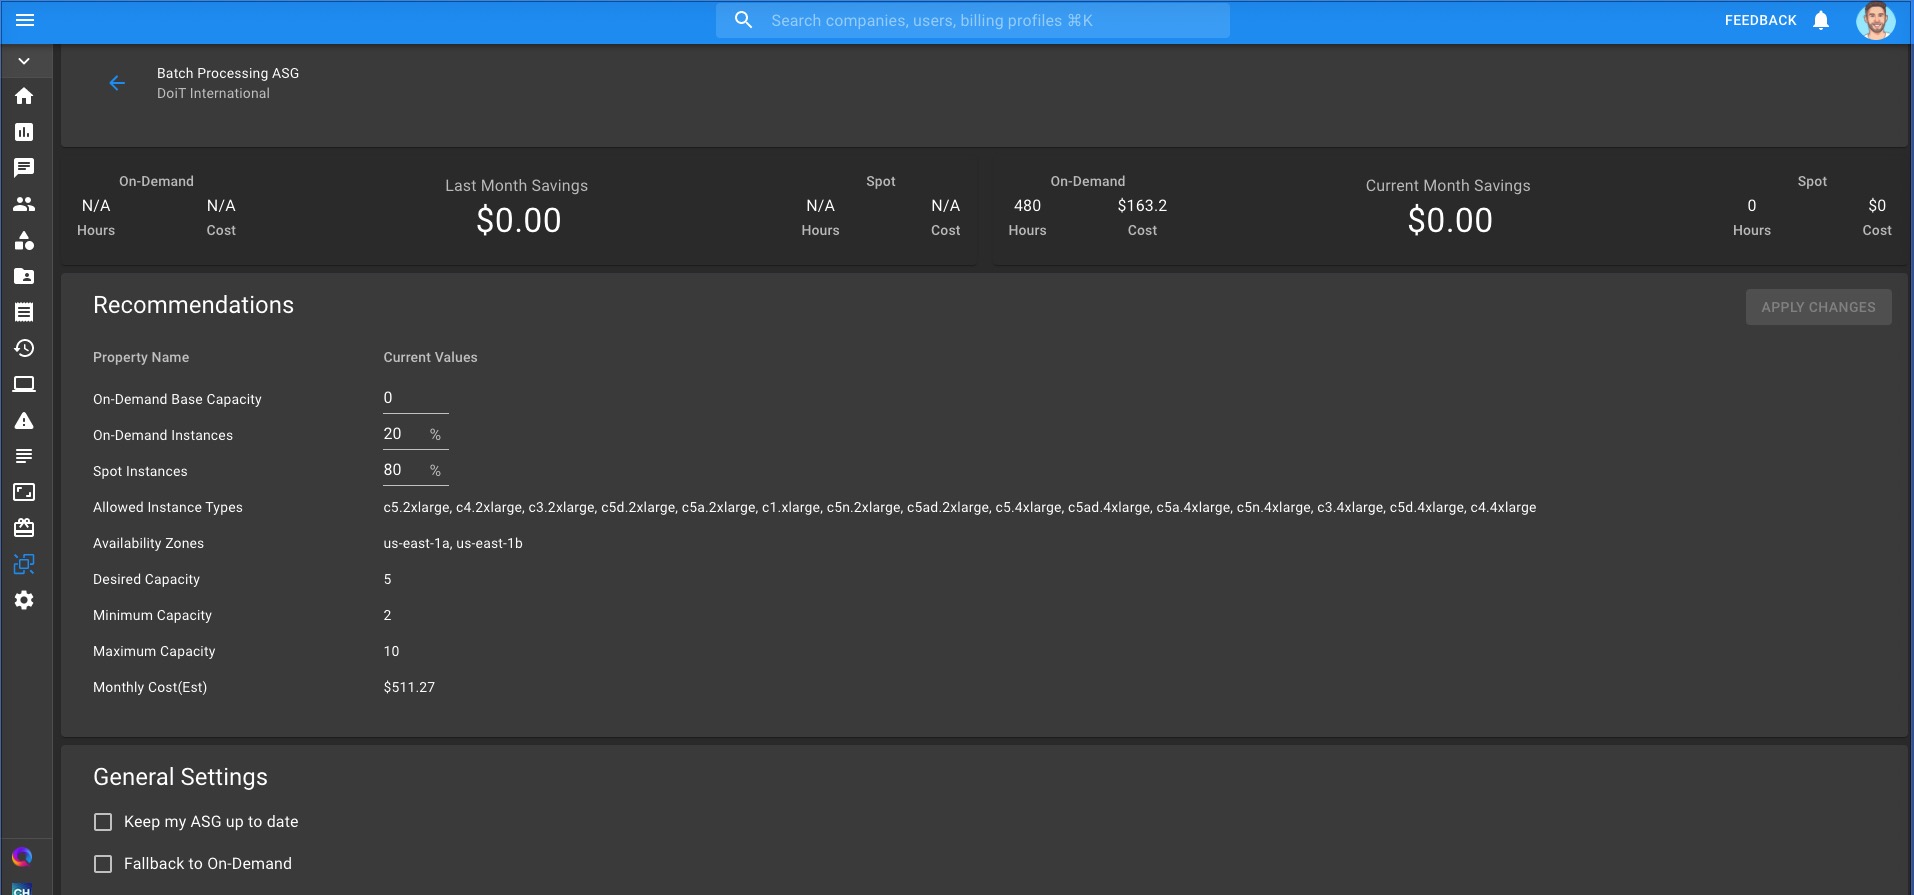 Search companies, users, billing profiles ⌘K
FEEDBACK
Batch Processing ASG
DoiT International
On-Demand
N/A
Hours
N/A
Cost
Last Month Savings
$0.00
Spot
N/A
Hours
N/A
Cost
On-Demand
480
Hours
$163.2
Cost
Current Month Savings
$0.00
Spot
0
Hours
$0
Cost
Recommendations
APPLY CHANGES
Property Name Current Values
On-Demand Base Capacity 0
On-Demand Instances 20 %
Spot Instances 80 %
Allowed Instance Types c5.2xlarge, c4.2xlarge, c3.2xlarge, c5d.2xlarge, c5a.2xlarge, c1.xlarge, c5n.2xlarge, c5ad.2xlarge, c5.4xlarge, c5ad.4xlarge, c5a.4xlarge, c5n.4xlarge, c3.4xlarge, c5d.4xlarge, c4.4xlarge
Availability Zones us-east-1a, us-east-1b
Desired Capacity 5
Minimum Capacity 2
Maximum Capacity 10
Monthly Cost(Est) $511.27
General Settings
Keep my ASG up to date
Fallback to On-Demand
CH